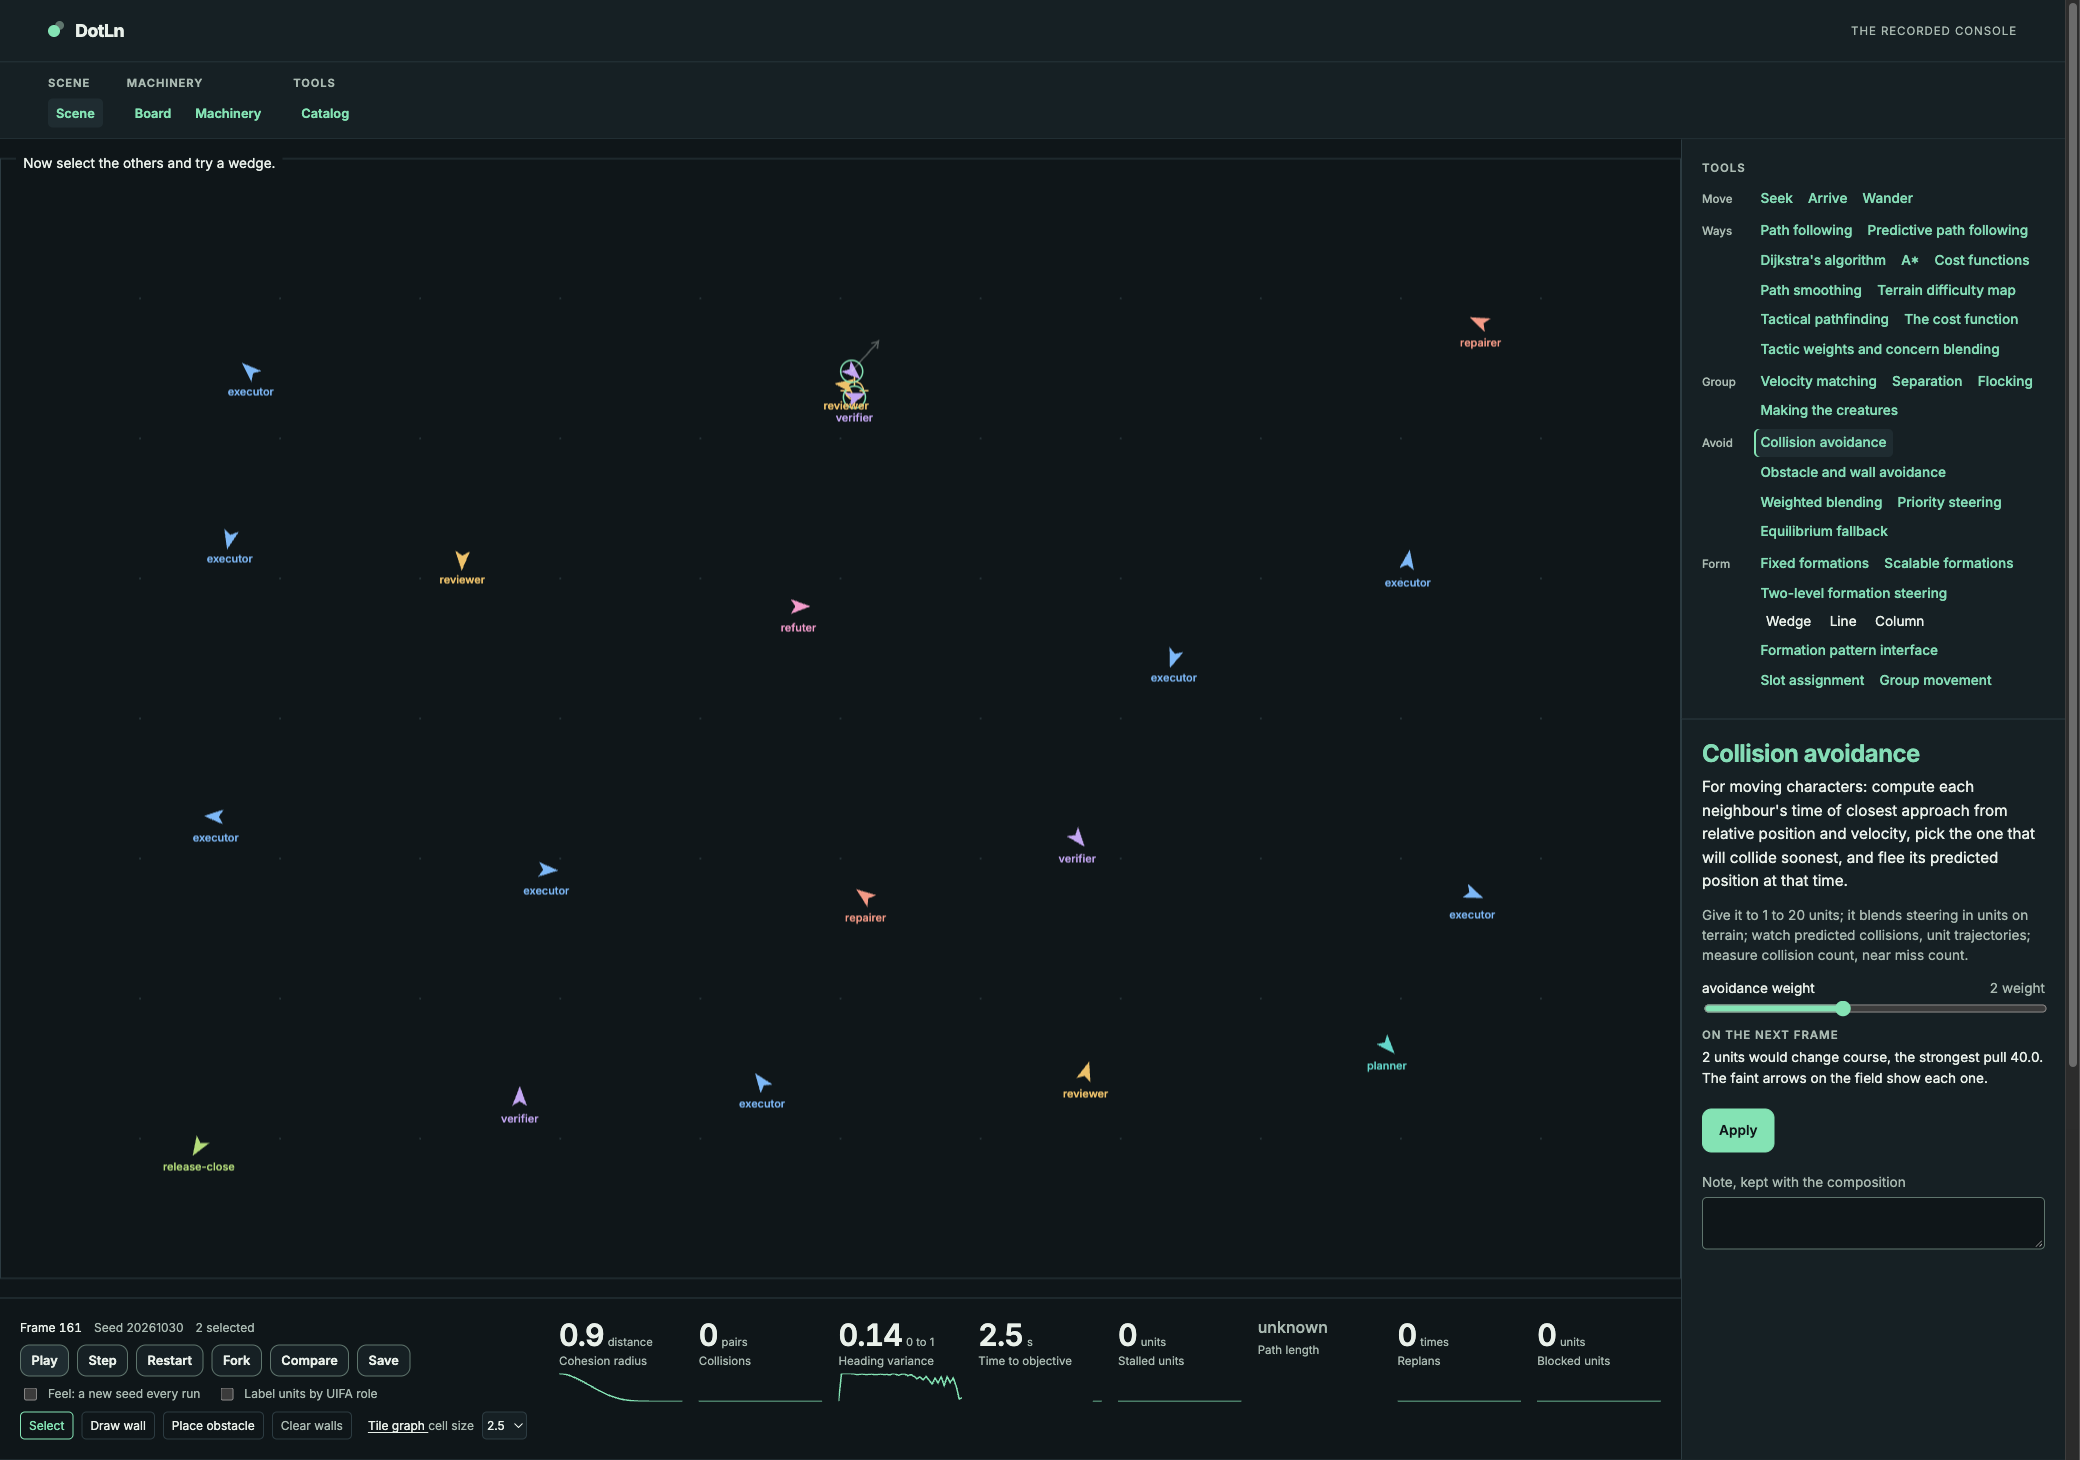 DotLn
THE RECORDED CONSOLE
SCENE MACHINERY TOOLS
Scene Board Machinery Catalog
Now select the others and try a wedge.
repairer
executor
reviewer
verifier
executor
reviewer
executor
refuter
executor
executor
verifier
executor
repairer
executor
planner
reviewer
executor
verifier
release-close
TOOLS
Move Seek Arrive Wander
Ways Path following Predictive path following
Dijkstra's algorithm A* Cost functions
Path smoothing Terrain difficulty map
Tactical pathfinding The cost function
Tactic weights and concern blending
Group Velocity matching Separation Flocking
Making the creatures
Avoid Collision avoidance
Obstacle and wall avoidance
Weighted blending Priority steering
Equilibrium fallback
Form Fixed formations Scalable formations
Two-level formation steering
Wedge Line Column
Formation pattern interface
Slot assignment Group movement
Collision avoidance
For moving characters: compute each
neighbour's time of closest approach from
relative position and velocity, pick the one that
will collide soonest, and flee its predicted
position at that time.
Give it to 1 to 20 units; it blends steering in units on
terrain; watch predicted collisions, unit trajectories;
measure collision count, near miss count.
avoidance weight 2 weight
ON THE NEXT FRAME
2 units would change course, the strongest pull 40.0.
The faint arrows on the field show each one.
Apply
Note, kept with the composition
Frame 161 Seed 20261030 2 selected
Play Step Restart Fork Compare Save
Feel: a new seed every run Label units by UIFA role
Select Draw wall Place obstacle Clear walls Tile graph cell size 2.5
0.9 distance
Cohesion radius
0 pairs
Collisions
0.14 0 to 1
Heading variance
2.5 s
Time to objective
0 units
Stalled units
unknown
Path length
0 times
Replans
0 units
Blocked units